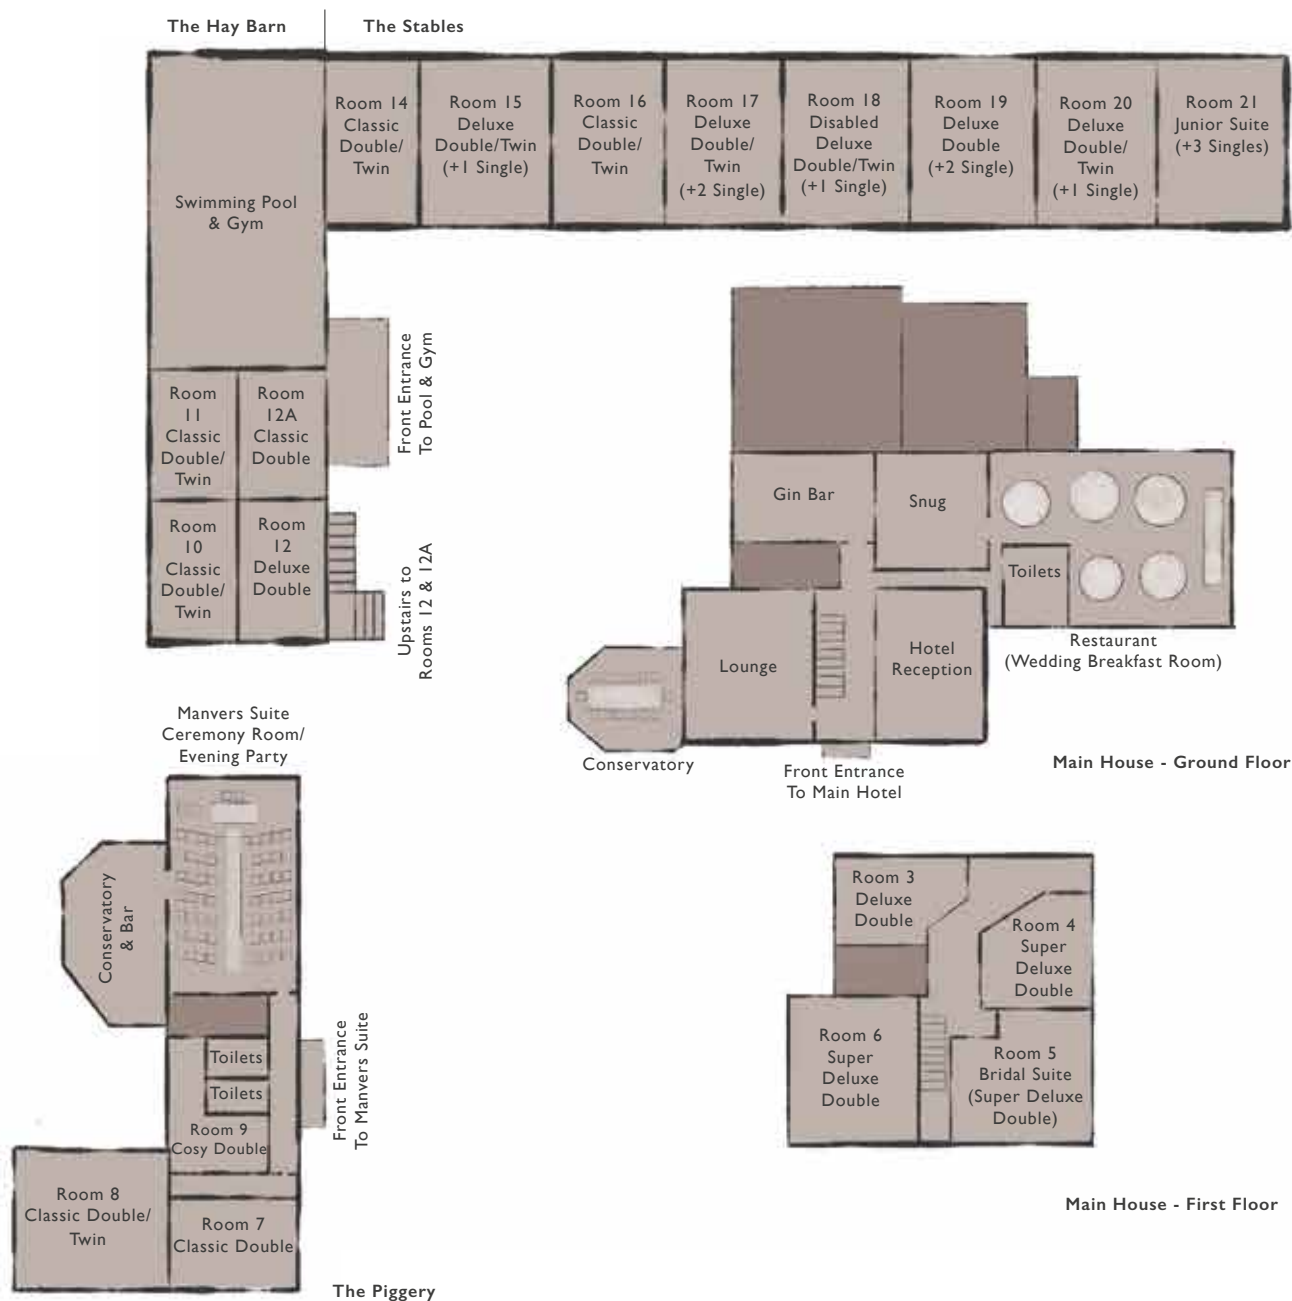 The Hay Barn
The Stables
Swimming Pool
& Gym
Room 14
Classic
Double/
Twin
Room 15
Deluxe
Double/Twin
(+1 Single)
Room 16
Classic
Double/
Twin
Room 17
Deluxe
Double/
Twin
(+2 Single)
Room 18
Disabled
Deluxe
Double/Twin
(+1 Single)
Room 19
Deluxe
Double
(+2 Single)
Room 20
Deluxe
Double/
Twin
(+1 Single)
Room 21
Junior Suite
(+3 Singles)
Front Entrance
To Pool & Gym
Room
11
Classic
Double/
Twin
Room
12A
Classic
Double
Room
10
Classic
Double/
Twin
Room
12
Deluxe
Double
Upstairs to
Rooms 12 & 12A
Gin Bar
Snug
Toilets
Restaurant
(Wedding Breakfast Room)
Lounge
Hotel
Reception
Conservatory
Front Entrance
To Main Hotel
Main House - Ground Floor
Manvers Suite
Ceremony Room/
Evening Party
Conservatory
& Bar
Toilets
Toilets
Room 9
Cosy Double
Front Entrance
To Manvers Suite
Room 8
Classic Double/
Twin
Room 7
Classic Double
The Piggery
Room 3
Deluxe
Double
Room 4
Super
Deluxe
Double
Room 6
Super
Deluxe
Double
Room 5
Bridal Suite
(Super Deluxe
Double)
Main House - First Floor